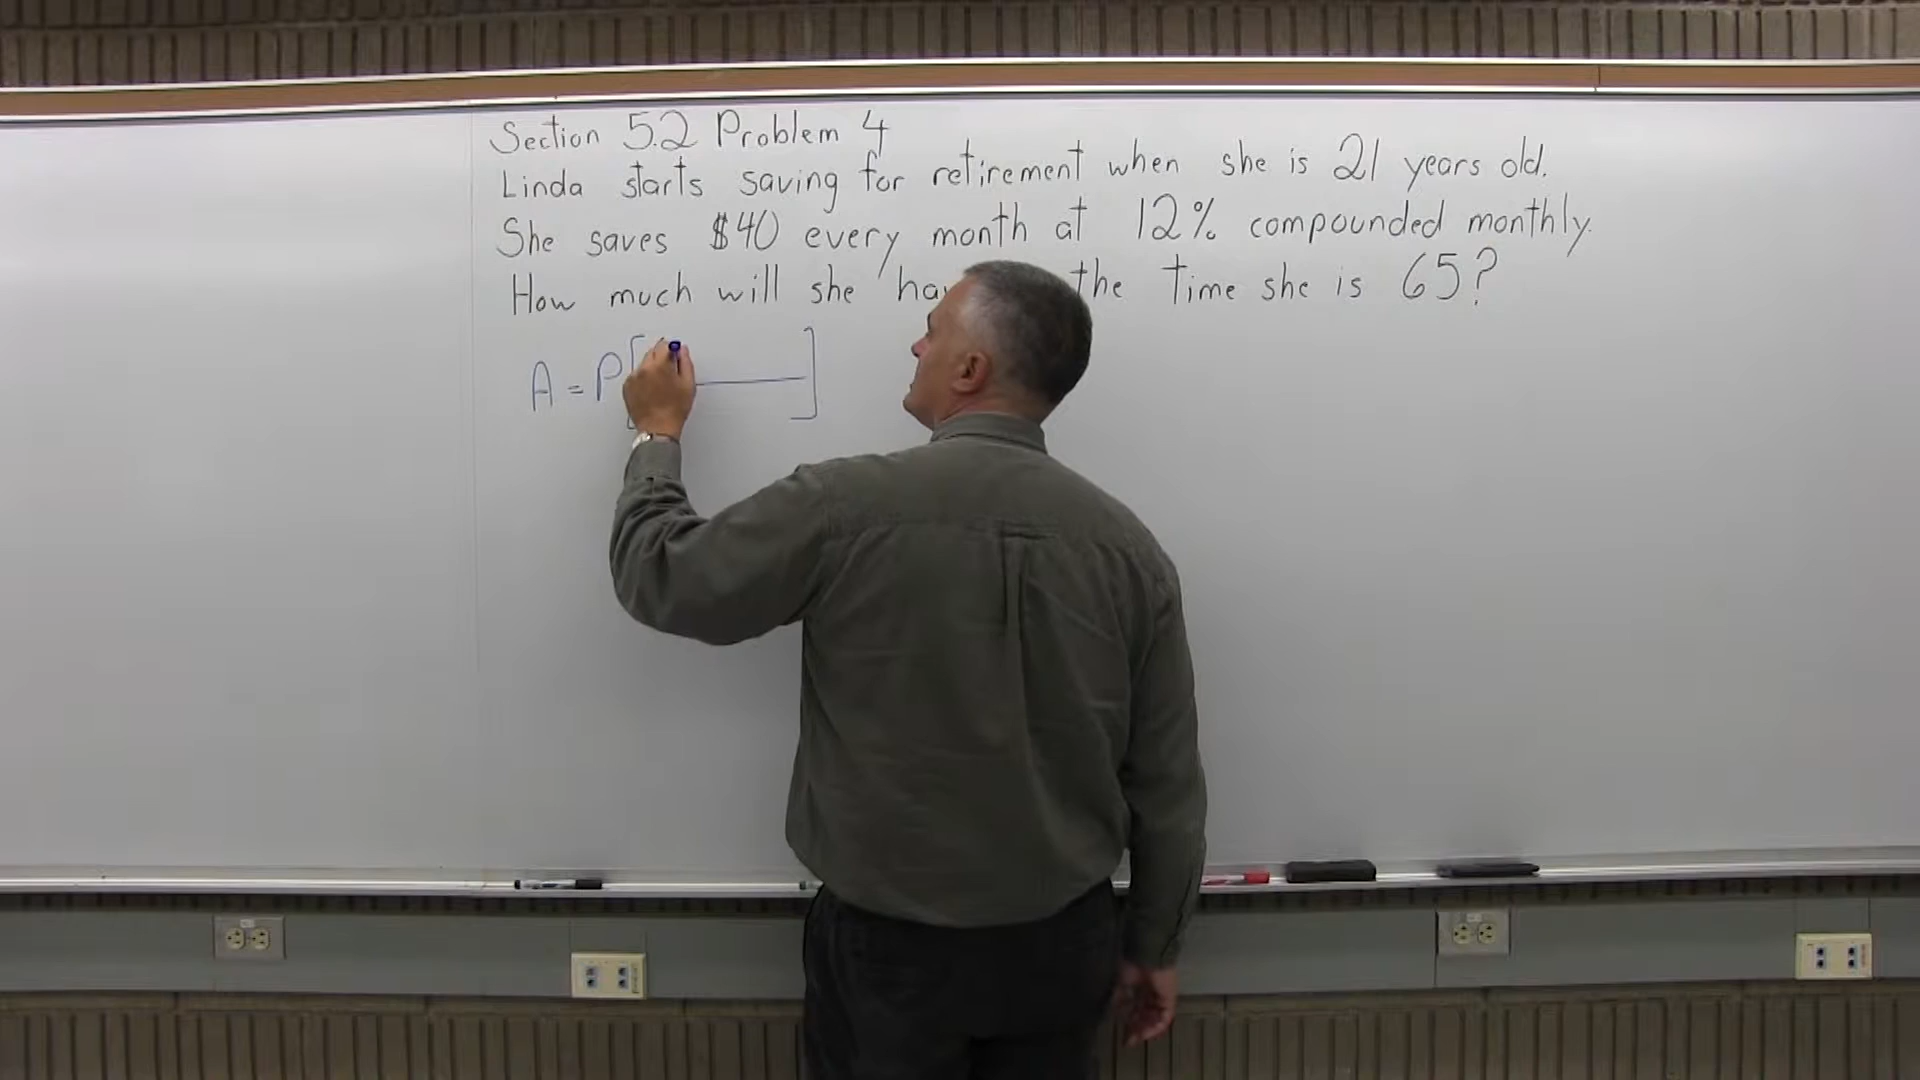 Section 5.2 Problem 4
Linda starts saving for retirement when she is 21 years old.
She saves $40 every month at 12% compounded monthly.
How much will she the time she is 65?
A = P[ ]